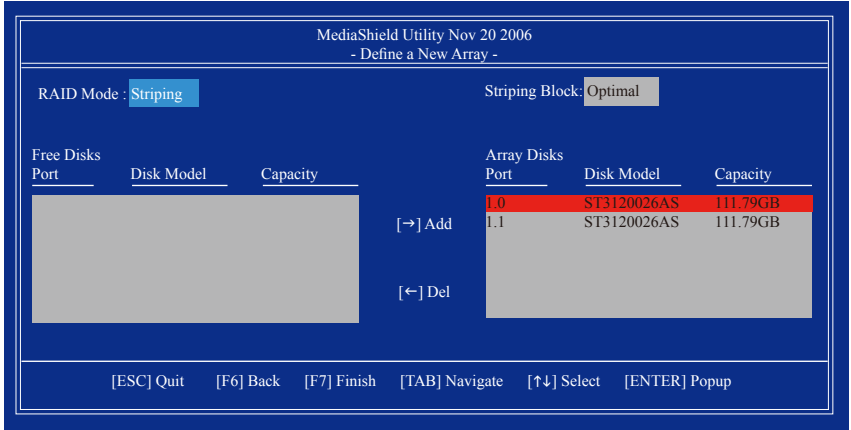 MediaShield Utility Nov 20 2006
- Define a New Array -
RAID Mode : Striping
Striping Block: Optimal
Free Disks
Port Disk Model Capacity
Array Disks
Port Disk Model Capacity
1.0 ST3120026AS 111.79GB
1.1 ST3120026AS 111.79GB
[→] Add
[←] Del
[ESC] Quit [F6] Back [F7] Finish [TAB] Navigate [↑↓] Select [ENTER] Popup